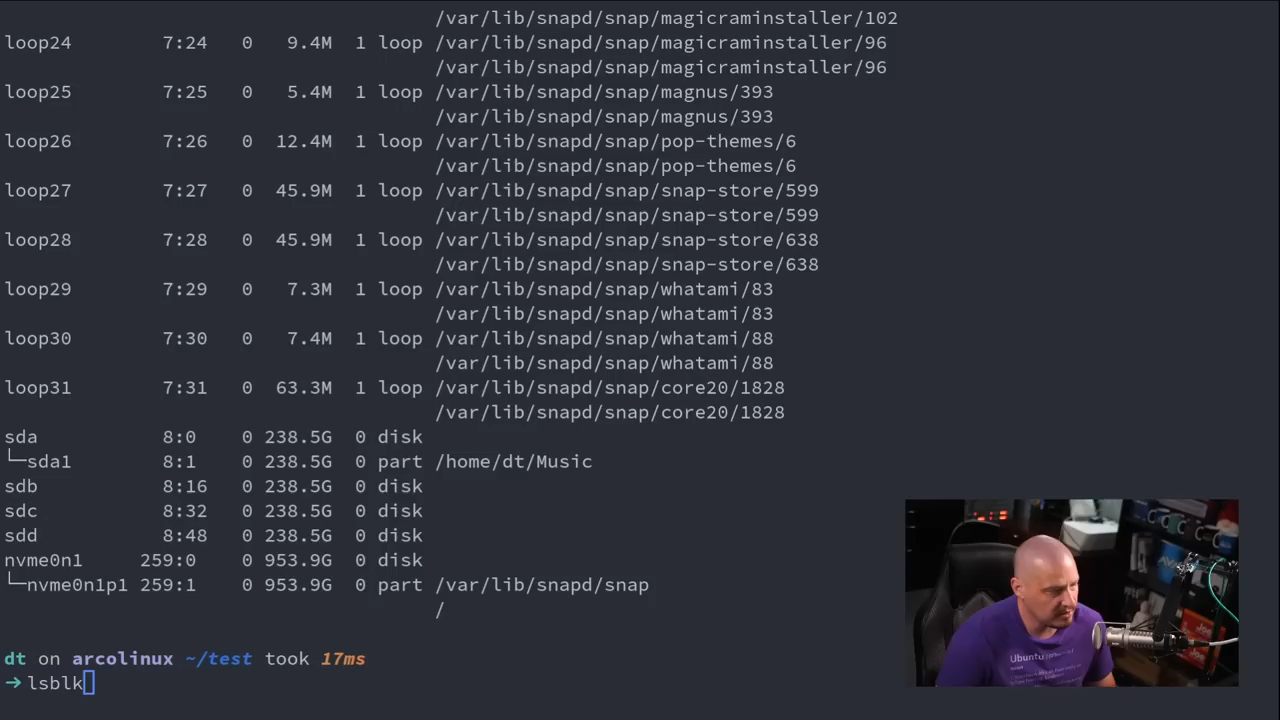 /var/lib/snapd/snap/magicraminstaller/102
loop24 7:24 0 9.4M 1 loop /var/lib/snapd/snap/magicraminstaller/96
/var/lib/snapd/snap/magicraminstaller/96
loop25 7:25 0 5.4M 1 loop /var/lib/snapd/snap/magnus/393
/var/lib/snapd/snap/magnus/393
loop26 7:26 0 12.4M 1 loop /var/lib/snapd/snap/pop-themes/6
/var/lib/snapd/snap/pop-themes/6
loop27 7:27 0 45.9M 1 loop /var/lib/snapd/snap/snap-store/599
/var/lib/snapd/snap/snap-store/599
loop28 7:28 0 45.9M 1 loop /var/lib/snapd/snap/snap-store/638
/var/lib/snapd/snap/snap-store/638
loop29 7:29 0 7.3M 1 loop /var/lib/snapd/snap/whatami/83
/var/lib/snapd/snap/whatami/83
loop30 7:30 0 7.4M 1 loop /var/lib/snapd/snap/whatami/88
/var/lib/snapd/snap/whatami/88
loop31 7:31 0 63.3M 1 loop /var/lib/snapd/snap/core20/1828
/var/lib/snapd/snap/core20/1828
sda 8:0 0 238.5G 0 disk
└─sda1 8:1 0 238.5G 0 part /home/dt/Music
sdb 8:16 0 238.5G 0 disk
sdc 8:32 0 238.5G 0 disk
sdd 8:48 0 238.5G 0 disk
nvme0n1 259:0 0 953.9G 0 disk
└─nvme0n1p1 259:1 0 953.9G 0 part /var/lib/snapd/snap
/
dt on arcolinux ~/test took 17ms
➜ lsblk
Ubuntu